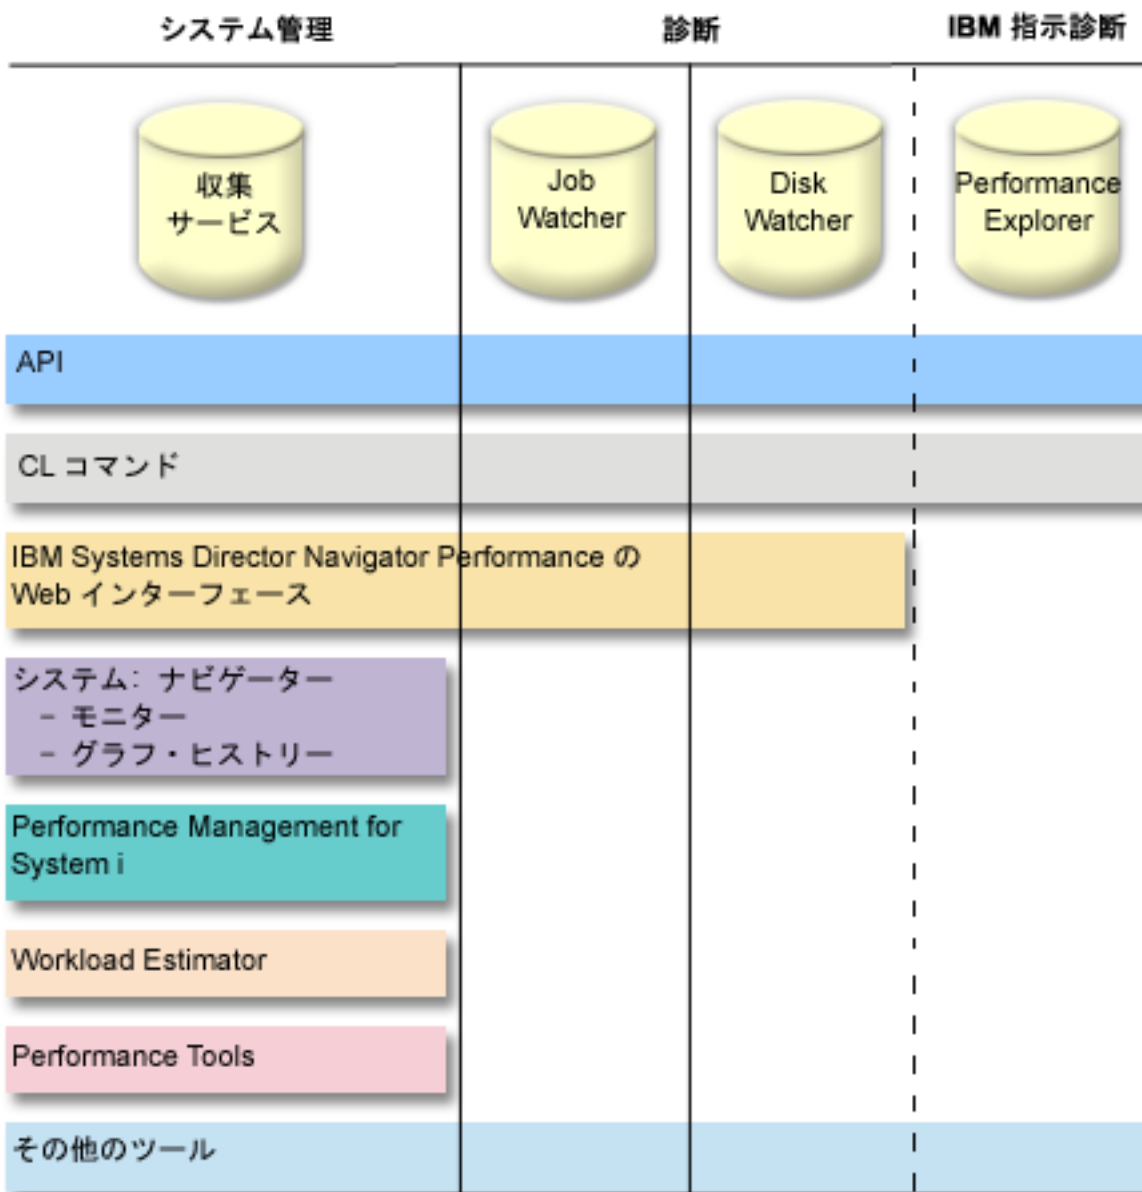 システム管理
診断
IBM 指示診断
収集
サービス
Job
Watcher
Disk
Watcher
Performance
Explorer
API
CL コマンド
IBM Systems Director Navigator Performance の
Web インターフェース
システム: ナビゲーター
- モニター
- グラフ・ヒストリー
Performance Management for
System i
Workload Estimator
Performance Tools
その他のツール